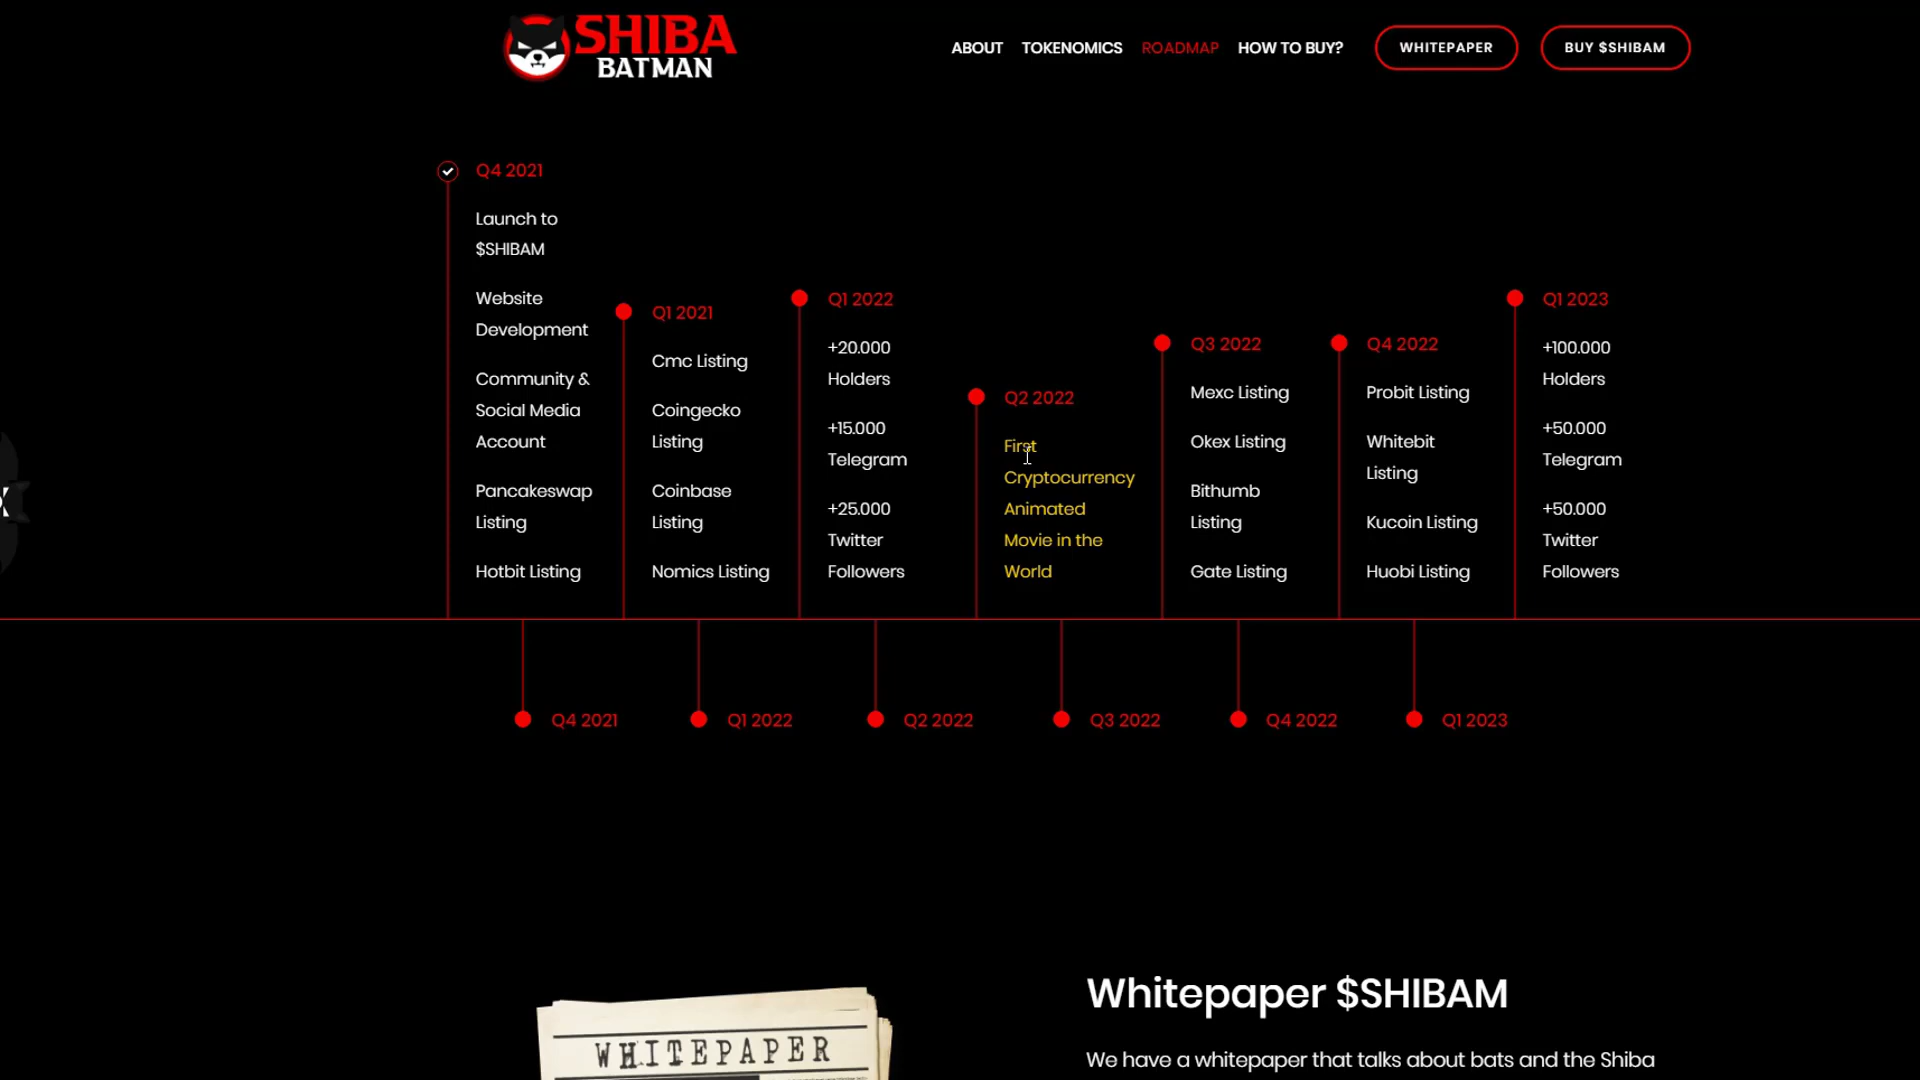 SHIBA
BATMAN
ABOUT
TOKENOMICS
ROADMAP
HOW TO BUY?
WHITEPAPER
BUY $SHIBAM
Q4 2021
Launch to
$SHIBAM
Website
Development
Community &
Social Media
Account
Pancakeswap
Listing
Hotbit Listing
Q1 2021
Cmc Listing
Coingecko
Listing
Coinbase
Listing
Nomics Listing
Q1 2022
+20.000
Holders
+15.000
Telegram
+25.000
Twitter
Followers
Q2 2022
First
Cryptocurrency
Animated
Movie in the
World
Q3 2022
Mexc Listing
Okex Listing
Bithumb
Listing
Gate Listing
Q4 2022
Probit Listing
Whitebit
Listing
Kucoin Listing
Huobi Listing
Q1 2023
+100.000
Holders
+50.000
Telegram
+50.000
Twitter
Followers
Q4 2021
Q1 2022
Q2 2022
Q3 2022
Q4 2022
Q1 2023
WHITEPAPER
Whitepaper $SHIBAM
We have a whitepaper that talks about bats and the Shiba